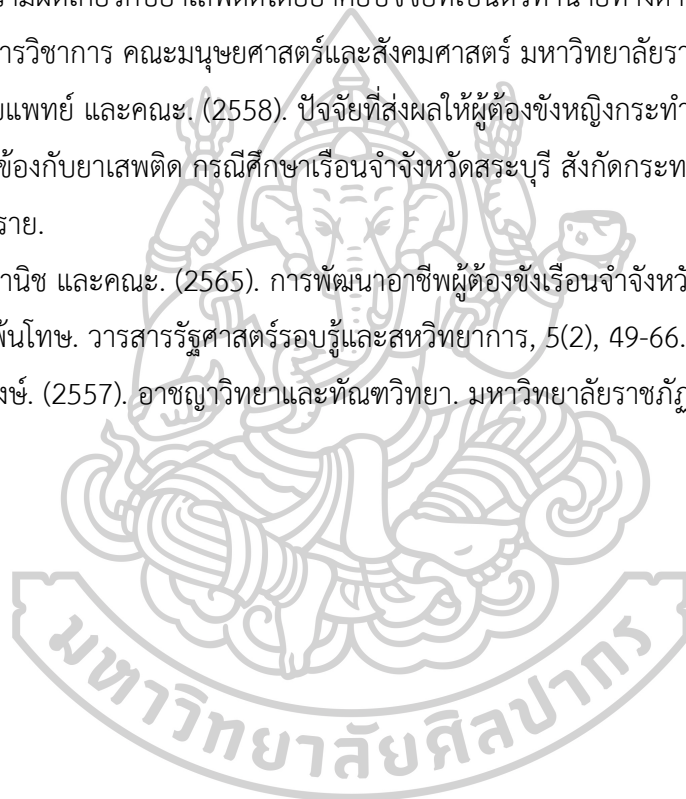 ารวิชาการ คณะมนุษยศาสตร์และสังคมศาสตร์ มหาวิทยาลัยรา
แพทย์ และคณะ. (2558). ปัจจัยที่ส่งผลให้ผู้ต้องขังหญิงกระทำ
ข้องกับยาเสพติด กรณีศึกษาเรือนจำจังหวัดสระบุรี สังกัดกระท
ราย.
านิช และคณะ. (2565). การพัฒนาอาชีพผู้ต้องขังเรือนจำจังหวั
พ้นโทษ. วารสารรัฐศาสตร์รอบรู้และสหวิทยาการ, 5(2), 49-66.
งษ์. (2557). อาชญาวิทยาและทัณฑวิทยา. มหาวิทยาลัยราชภัฏ
มหาวิทยาลัยศิลปากร